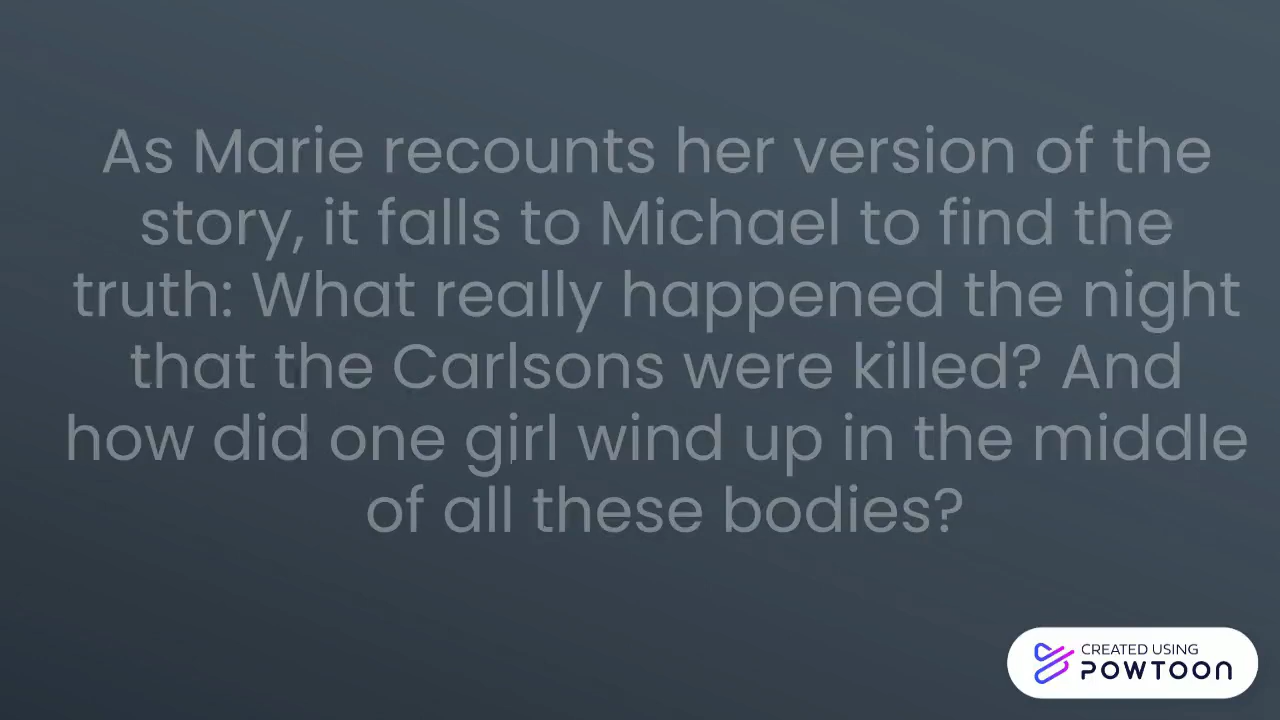 As Marie recounts her version of the
story, it falls to Michael to find the
truth: What really happened the night
that the Carlsons were killed? And
how did one girl wind up in the middle
of all these bodies?
CREATED USING
POWTOON